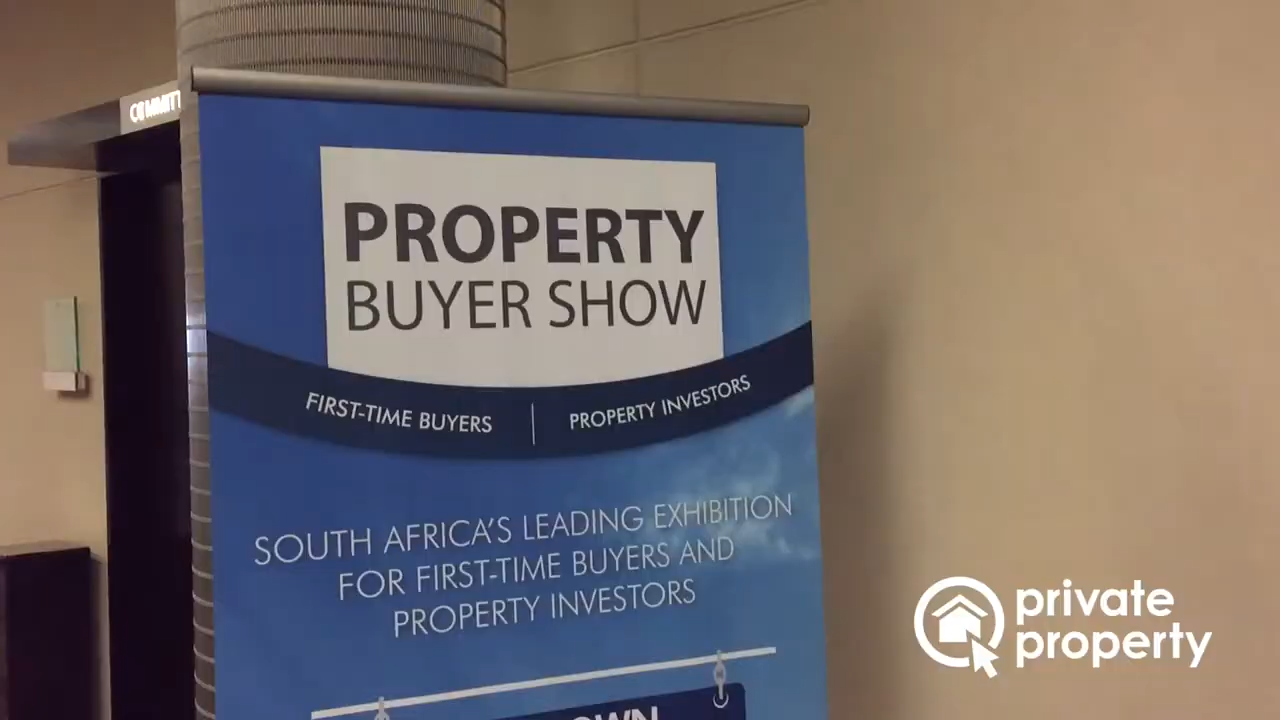 PROPERTY
BUYER SHOW
FIRST-TIME BUYERS | PROPERTY INVESTORS
SOUTH AFRICA'S LEADING EXHIBITION
FOR FIRST-TIME BUYERS AND
PROPERTY INVESTORS
private
property